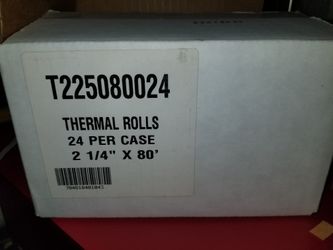 T225080024
THERMAL ROLLS
24 PER CASE
2 1/4" X 80'